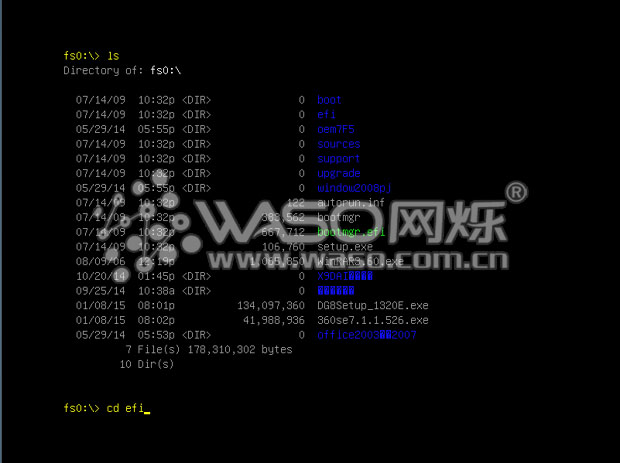 fs0:\> ls
Directory of: fs0:\
07/14/09 10:32p <DIR> 0 boot
07/14/09 10:32p <DIR> 0 efi
05/29/14 05:55p <DIR> 0 oem7F5
07/14/09 10:32p <DIR> 0 sources
07/14/09 10:32p <DIR> 0 support
07/14/09 10:32p <DIR> 0 upgrade
05/29/14 05:55p <DIR> 0 window2008pj
07/14/09 10:32p 122 autorun.inf
07/14/09 10:32p 383,562 bootmgr
07/14/09 10:32p 667,712 bootmgr.efi
07/14/09 10:32p 106,760 setup.exe
08/09/06 12:19p 1,065,850 WinRAR3.60.exe
10/20/14 01:45p <DIR> 0 X9DAI
09/25/14 10:38a <DIR> 0
01/08/15 08:01p 134,097,360 DG8Setup_1320E.exe
01/08/15 08:02p 41,988,936 360se7.1.1.526.exe
05/29/14 05:53p <DIR> 0 office2003 2007
7 File(s) 178,310,302 bytes
10 Dir(s)
fs0:\> cd efi_
WASO网烁®
www.waso.com.cn